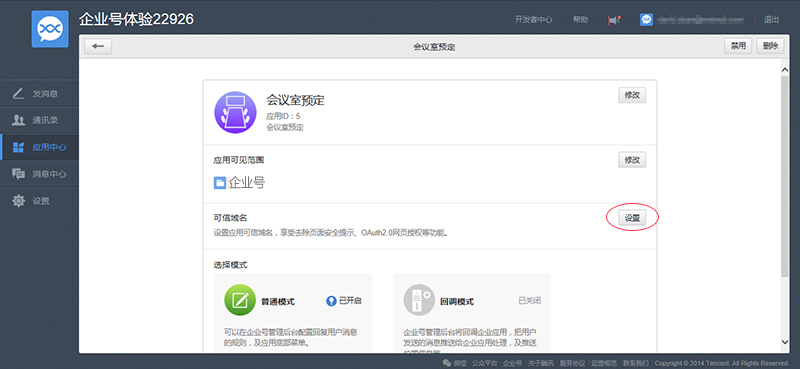 企业号体验22926
开发者中心 帮助 退出
会议室预定 禁用 删除
发消息
通讯录
应用中心
消息中心
设置
会议室预定 修改
应用ID：5
会议室预定
应用可见范围 修改
企业号
可信域名 设置
设置应用可信域名，享受去除页面安全提示、OAuth2.0网页授权等功能。
选择模式
普通模式 已开启
可以在企业号管理后台配置回复用户消息
的规则，及应用底部菜单。
回调模式 已关闭
企业号管理后台将回调企业应用，把用户
发送的消息推送给企业应用处理，及推送
微信 · 公众平台 · 企业号 · 关于腾讯 · 服务协议 · 运营规范 · 联系我们 · Copyright © 2014 Tencent. All Rights Reserved.